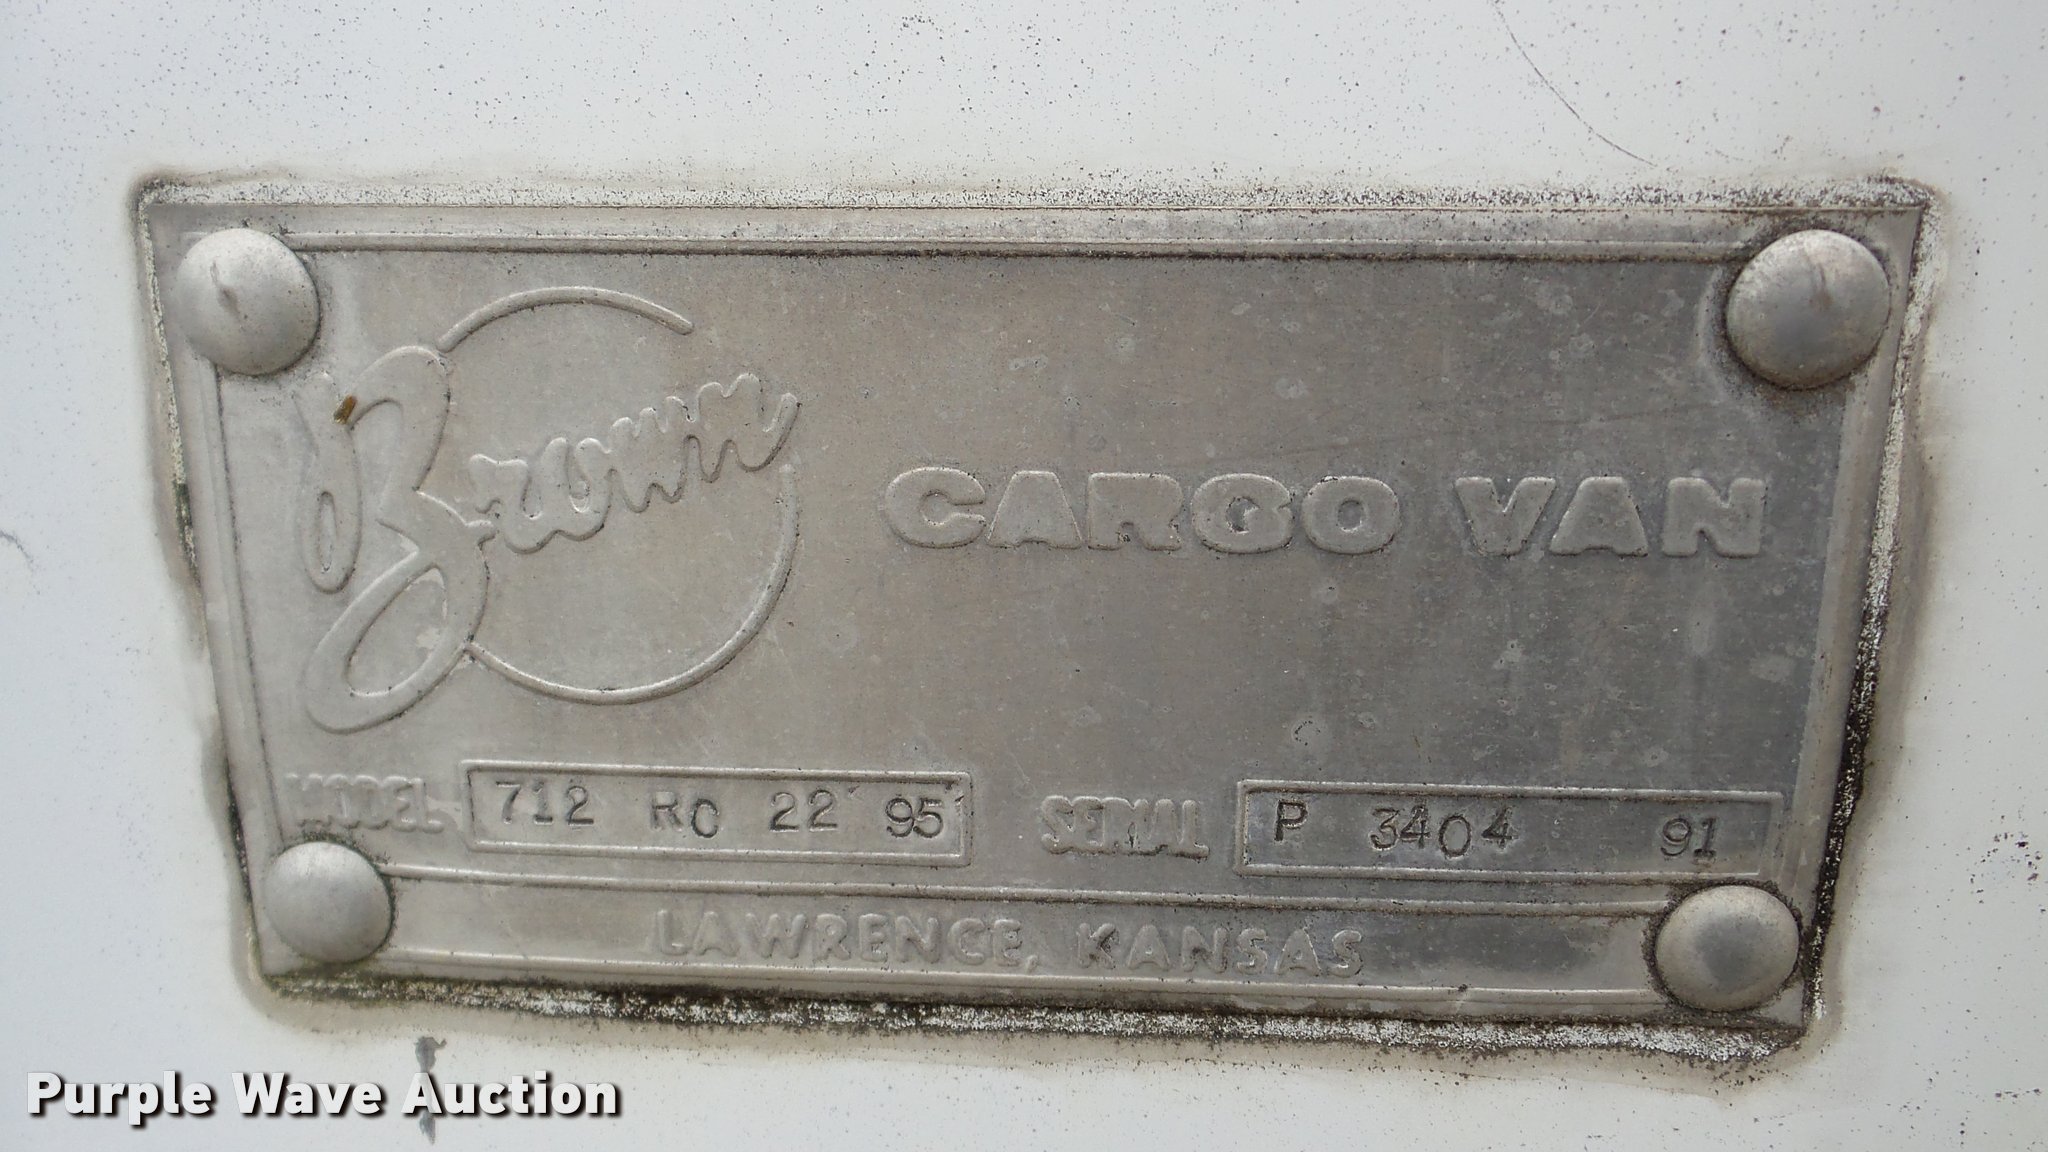 Brown
CARGO VAN
MODEL 712 RC 22' 95" SERIAL P 3404 91
LAWRENCE, KANSAS
Purple Wave Auction